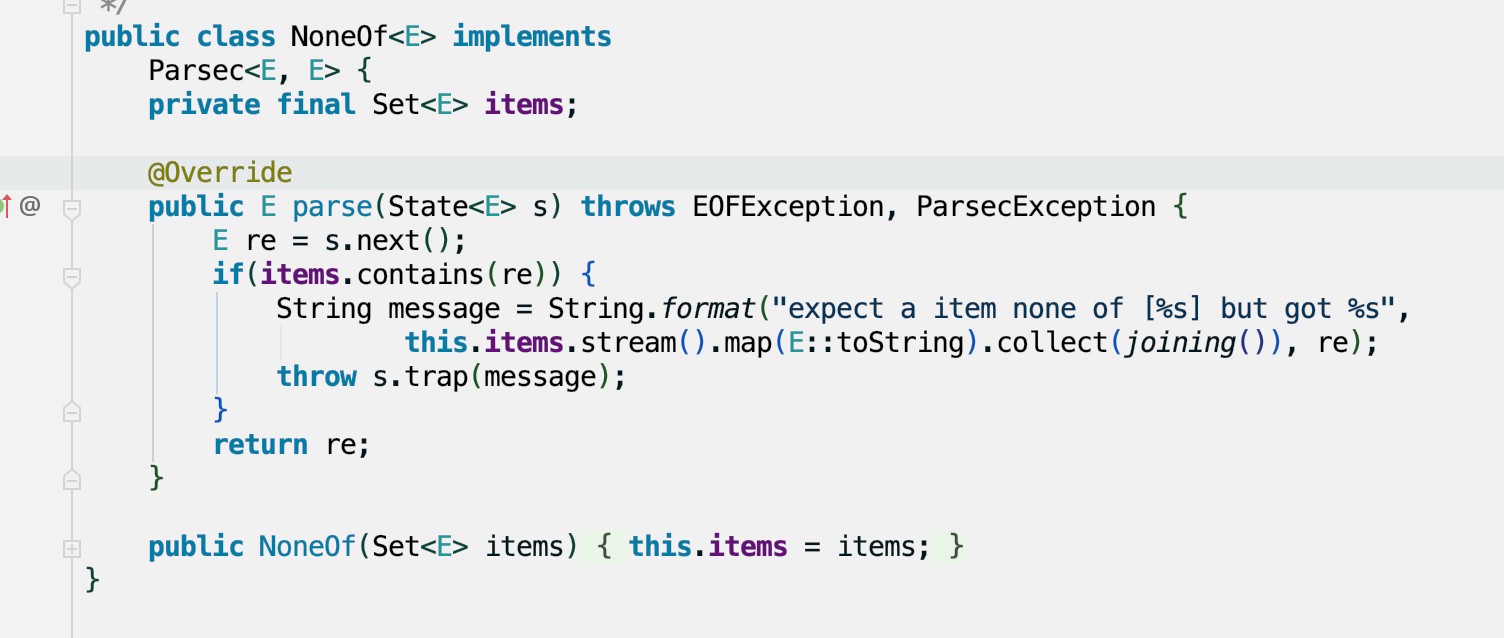 */
public class NoneOf<E> implements
    Parsec<E, E> {
    private final Set<E> items;

    @Override
@   public E parse(State<E> s) throws EOFException, ParsecException {
        E re = s.next();
        if(items.contains(re)) {
            String message = String.format("expect a item none of [%s] but got %s",
                    this.items.stream().map(E::toString).collect(joining()), re);
            throw s.trap(message);
        }
        return re;
    }

    public NoneOf(Set<E> items) { this.items = items; }
}